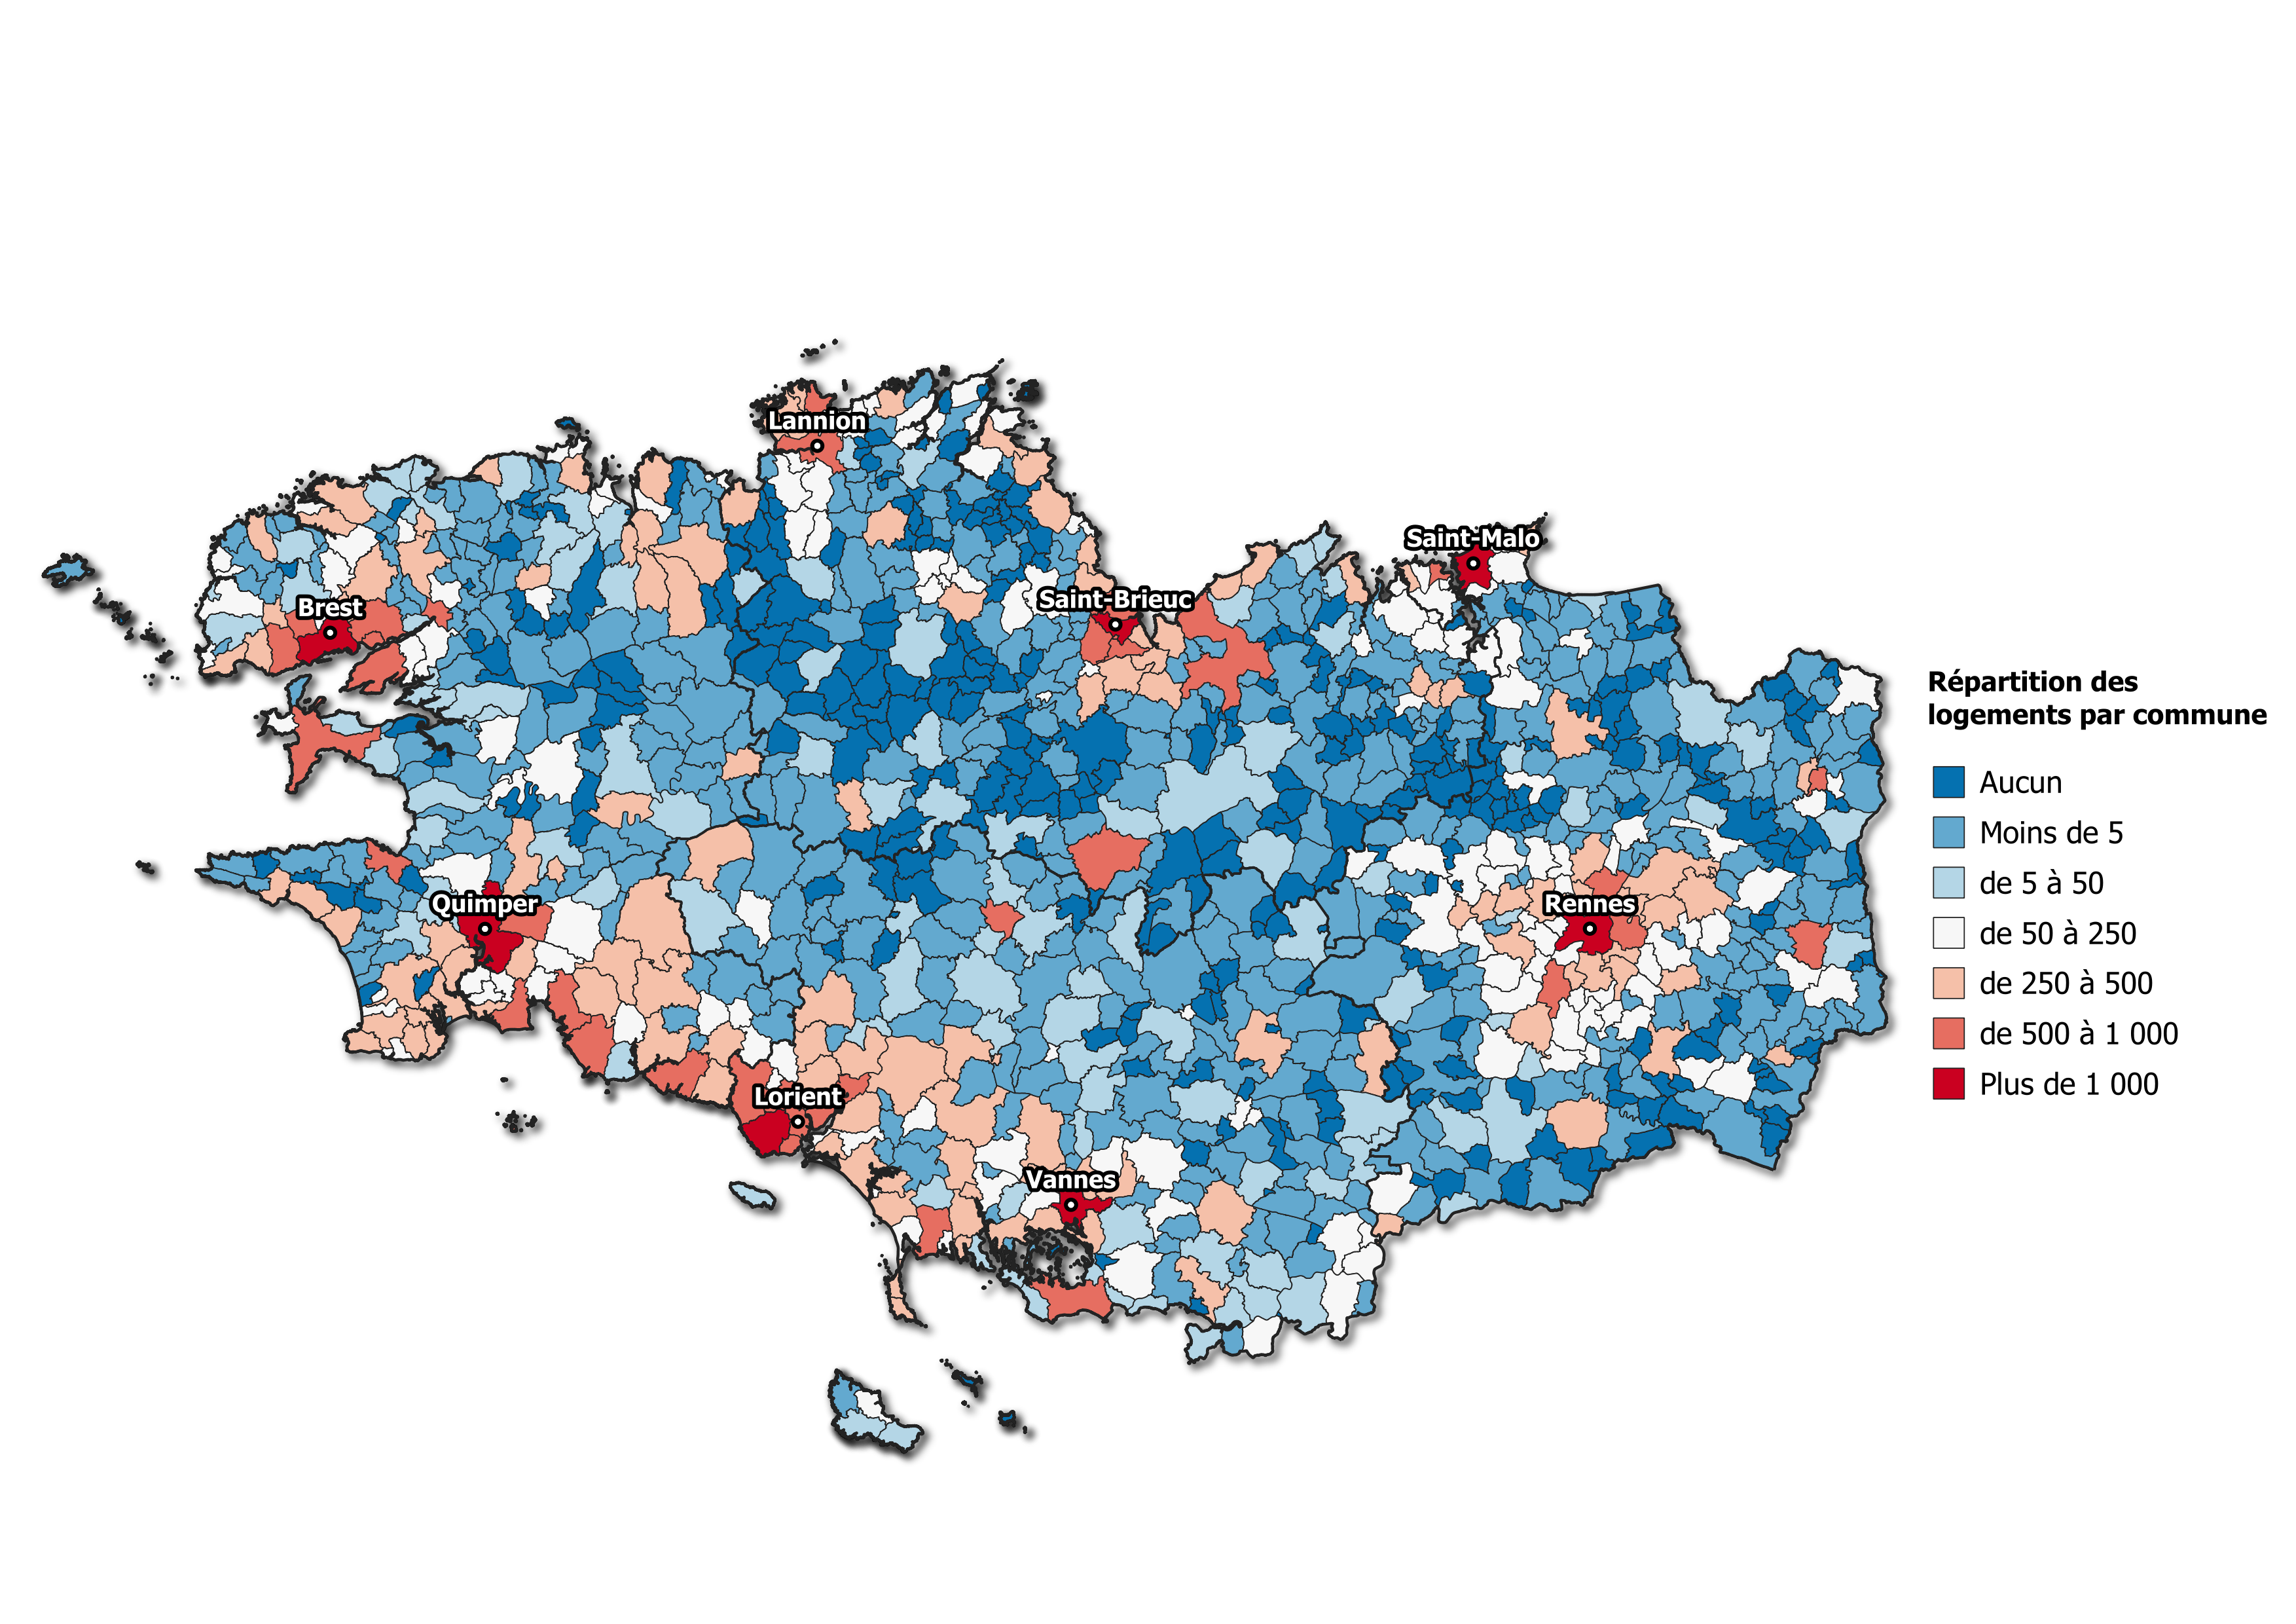 Lannion
Saint-Malo
Saint-Brieuc
Brest
Répartition des
logements par commune
Aucun
Moins de 5
de 5 à 50
Quimper
Rennes
de 50 à 250
de 250 à 500
de 500 à 1 000
Plus de 1 000
Lorient
Vannes